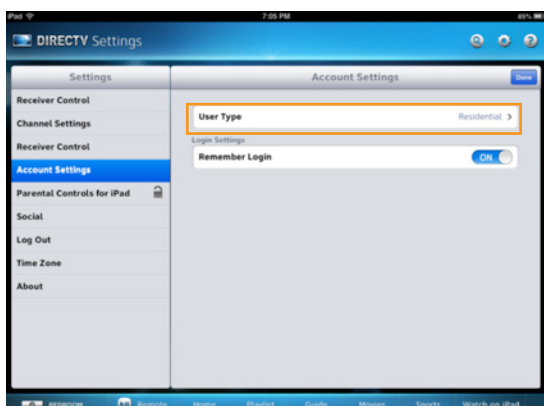 iPad 7:05 PM 85%
DIRECTV Settings
Settings
Account Settings
Done
Receiver Control
Channel Settings
Receiver Control
Account Settings
Parental Controls for iPad
Social
Log Out
Time Zone
About
User Type Residential >
Login Settings
Remember Login ON
BEDROOM Remote Home Playlist Guide Movies Sports Watch on iPad